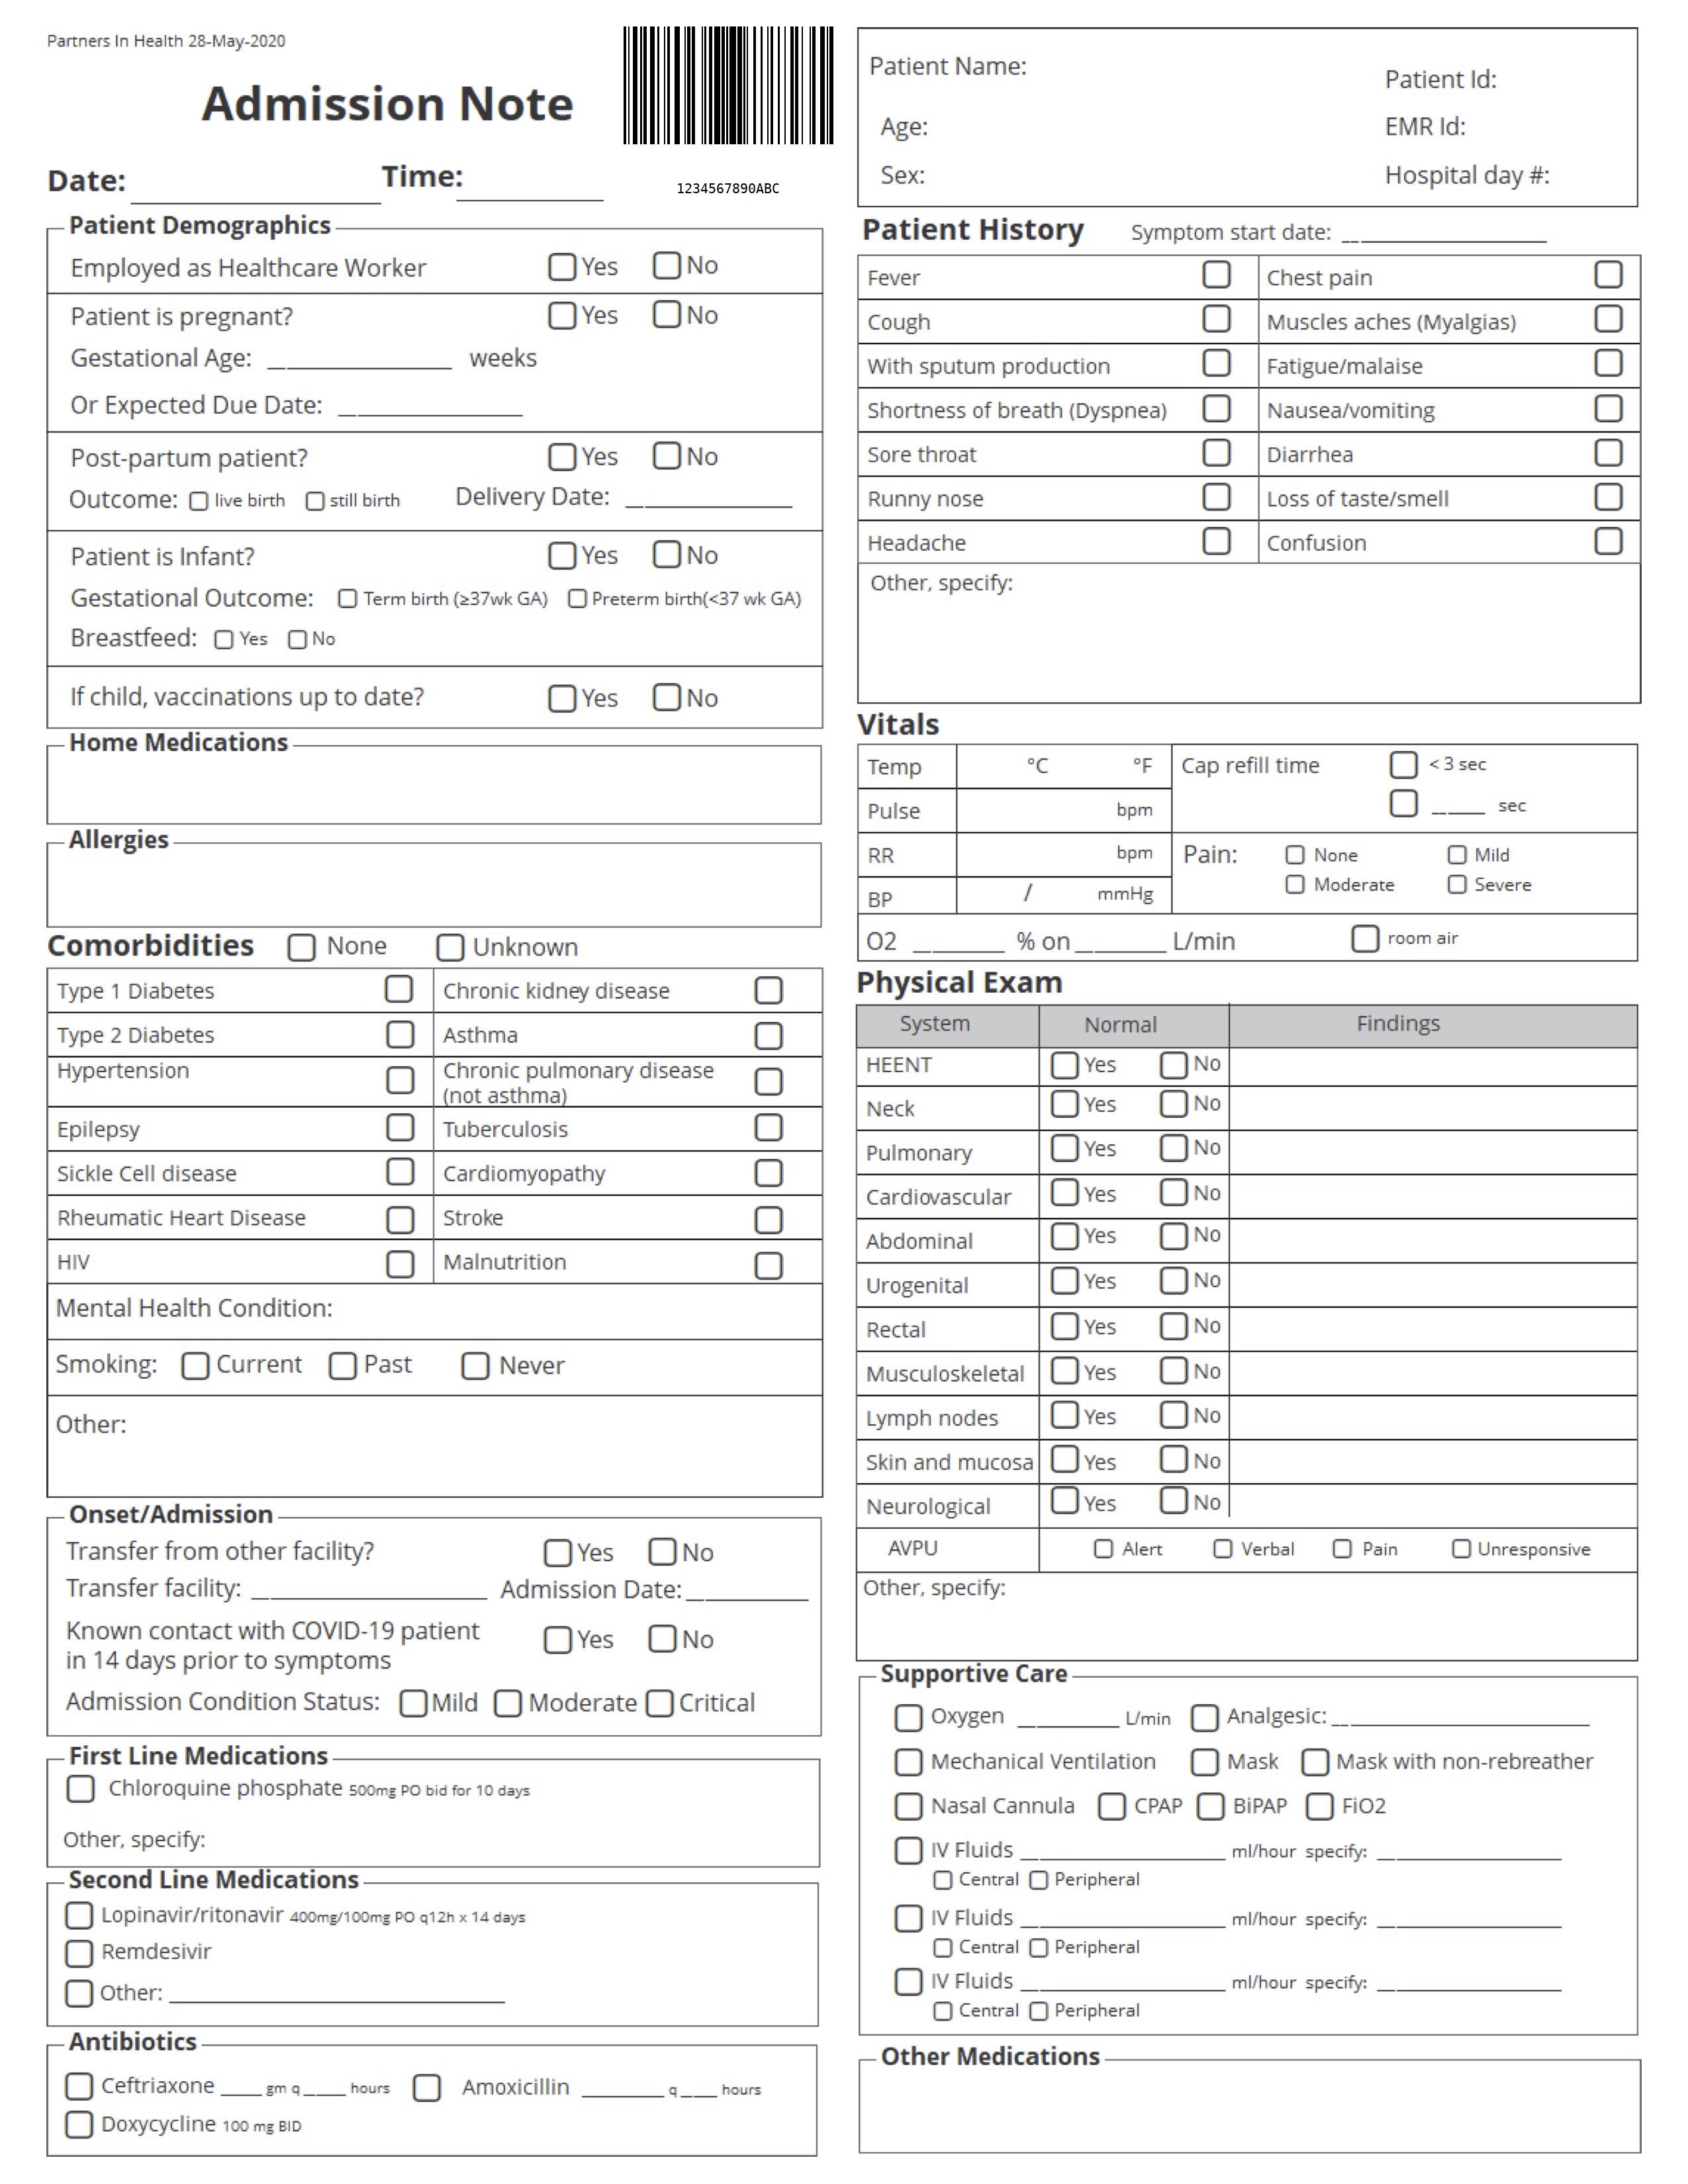 Partners In Health 28-May-2020
Admission Note
Date: Time:
1234567890ABC
Patient Demographics
Employed as Healthcare Worker Yes No
Patient is pregnant? Yes No
Gestational Age: ____________ weeks
Or Expected Due Date: ____________
Post-partum patient? Yes No
Outcome: live birth still birth Delivery Date: ____________
Patient is Infant? Yes No
Gestational Outcome: Term birth (≥37wk GA) Preterm birth(<37 wk GA)
Breastfeed: Yes No
If child, vaccinations up to date? Yes No
Home Medications
Allergies
Comorbidities None Unknown
Type 1 Diabetes Chronic kidney disease
Type 2 Diabetes Asthma
Hypertension Chronic pulmonary disease
(not asthma)
Epilepsy Tuberculosis
Sickle Cell disease Cardiomyopathy
Rheumatic Heart Disease Stroke
HIV Malnutrition
Mental Health Condition:
Smoking: Current Past Never
Other:
Onset/Admission
Transfer from other facility? Yes No
Transfer facility: ____________ Admission Date: ________
Known contact with COVID-19 patient
in 14 days prior to symptoms Yes No
Admission Condition Status: Mild Moderate Critical
First Line Medications
Chloroquine phosphate 500mg PO bid for 10 days
Other, specify:
Second Line Medications
Lopinavir/ritonavir 400mg/100mg PO q12h x 14 days
Remdesivir
Other: ____________
Antibiotics
Ceftriaxone ____ gm q ____ hours Amoxicillin ________ q ____ hours
Doxycycline 100 mg BID
Patient Name: Patient Id:
Age: EMR Id:
Sex: Hospital day #:
Patient History Symptom start date: ____________
Fever Chest pain
Cough Muscles aches (Myalgias)
With sputum production Fatigue/malaise
Shortness of breath (Dyspnea) Nausea/vomiting
Sore throat Diarrhea
Runny nose Loss of taste/smell
Headache Confusion
Other, specify:
Vitals
Temp °C °F Cap refill time < 3 sec
Pulse bpm _____ sec
RR bpm Pain: None Mild
Moderate Severe
BP / mmHg
O2 ________ % on ________ L/min room air
Physical Exam
System Normal Findings
HEENT Yes No
Neck Yes No
Pulmonary Yes No
Cardiovascular Yes No
Abdominal Yes No
Urogenital Yes No
Rectal Yes No
Musculoskeletal Yes No
Lymph nodes Yes No
Skin and mucosa Yes No
Neurological Yes No
AVPU Alert Verbal Pain Unresponsive
Other, specify:
Supportive Care
Oxygen ________ L/min Analgesic: ____________
Mechanical Ventilation Mask Mask with non-rebreather
Nasal Cannula CPAP BiPAP FiO2
IV Fluids ____________ ml/hour specify: ____________
Central Peripheral
IV Fluids ____________ ml/hour specify: ____________
Central Peripheral
IV Fluids ____________ ml/hour specify: ____________
Central Peripheral
Other Medications